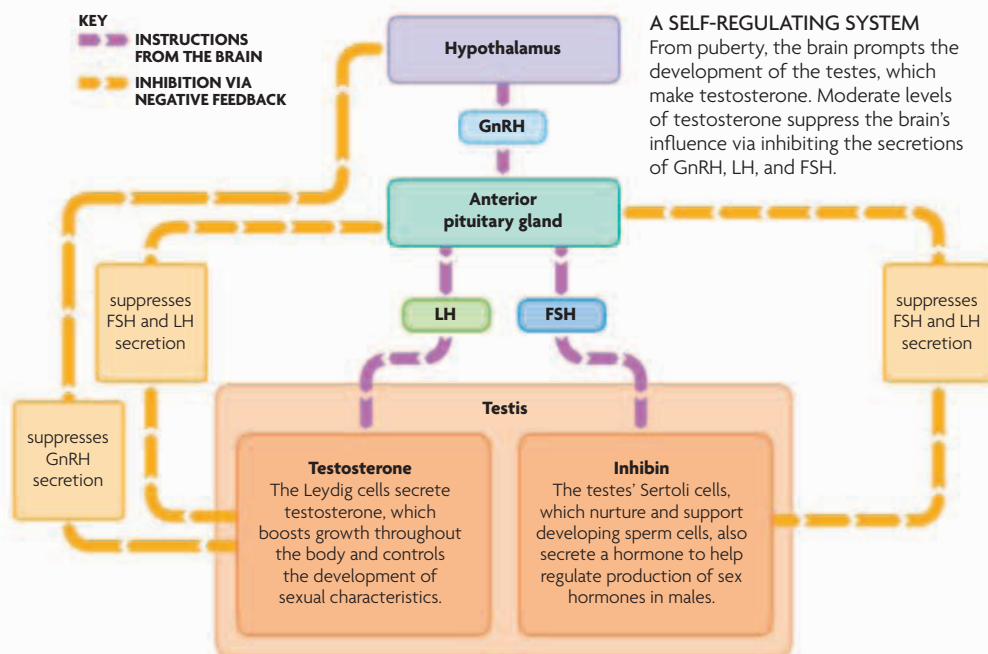 KEY
INSTRUCTIONS
FROM THE BRAIN
INHIBITION VIA
NEGATIVE FEEDBACK
A SELF-REGULATING SYSTEM
From puberty, the brain prompts the
development of the testes, which
make testosterone. Moderate levels
of testosterone suppress the brain’s
influence via inhibiting the secretions
of GnRH, LH, and FSH.
Hypothalamus
GnRH
Anterior
pituitary gland
LH
FSH
suppresses
FSH and LH
secretion
suppresses
FSH and LH
secretion
suppresses
GnRH
secretion
Testis
Testosterone
The Leydig cells secrete
testosterone, which
boosts growth throughout
the body and controls
the development of
sexual characteristics.
Inhibin
The testes’ Sertoli cells,
which nurture and support
developing sperm cells, also
secrete a hormone to help
regulate production of sex
hormones in males.